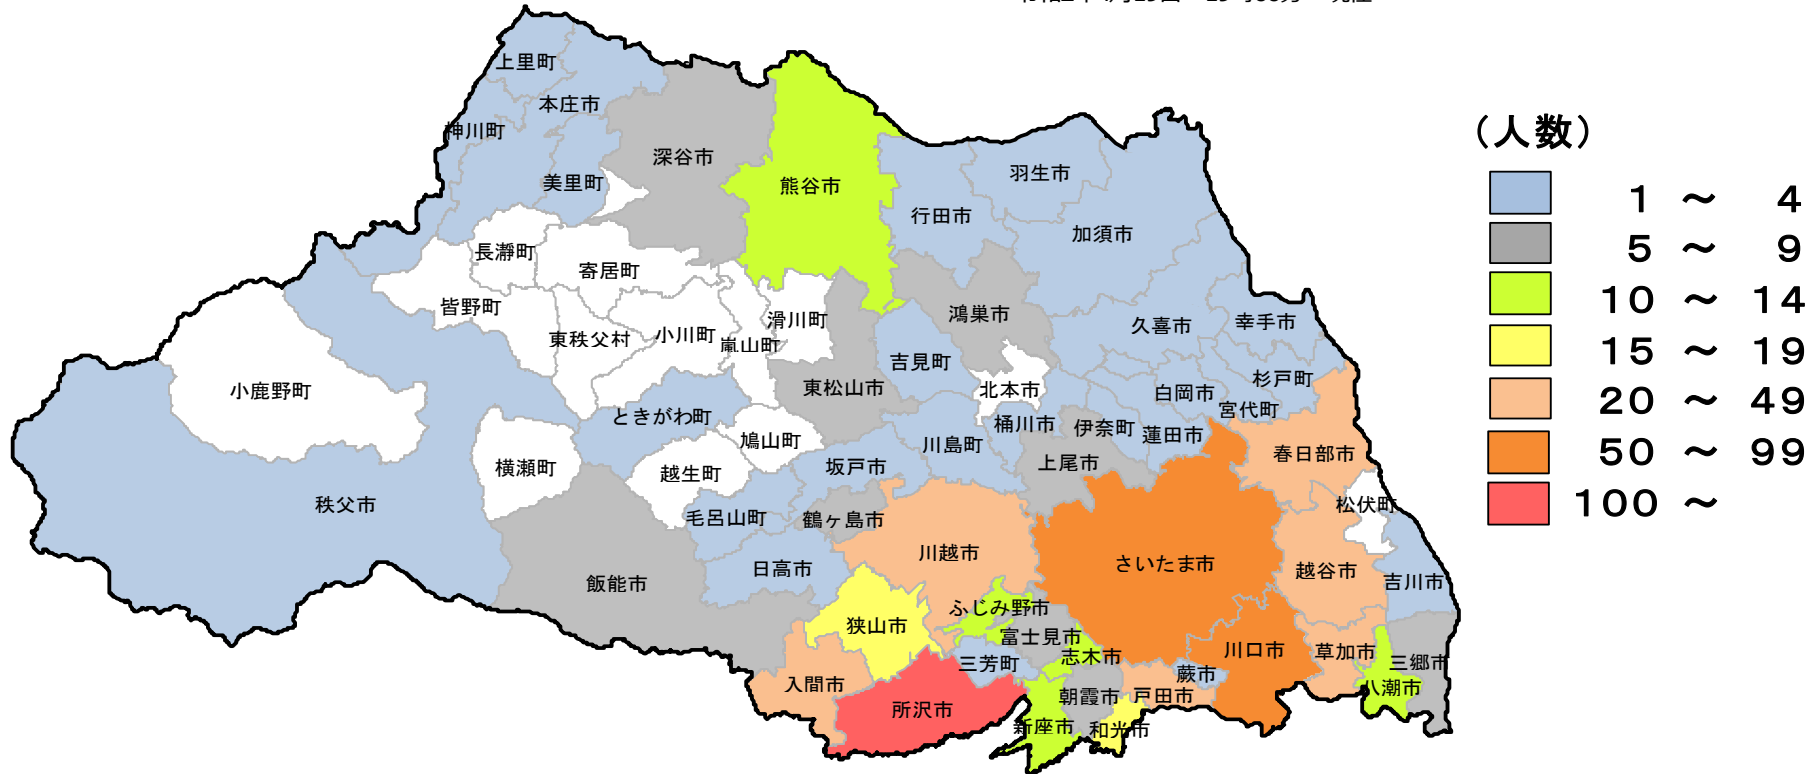 上里町
本庄市
神川町
深谷市
美里町
熊谷市
羽生市
行田市
加須市
長瀞町
寄居町
皆野町
東秩父村
小川町
嵐山町
滑川町
鴻巣市
久喜市
幸手市
吉見町
小鹿野町
東松山市
北本市
白岡市
杉戸町
宮代町
ときがわ町
鳩山町
川島町
桶川市
伊奈町
蓮田市
春日部市
横瀬町
越生町
坂戸市
上尾市
秩父市
毛呂山町
鶴ヶ島市
松伏町
川越市
さいたま市
越谷市
吉川市
日高市
飯能市
ふじみ野市
狭山市
富士見市
志木市
川口市
草加市
三郷市
三芳町
蕨市
入間市
朝霞市
戸田市
八潮市
所沢市
新座市
和光市
（人数）
1 ～ 4
5 ～ 9
10 ～ 14
15 ～ 19
20 ～ 49
50 ～ 99
100 ～